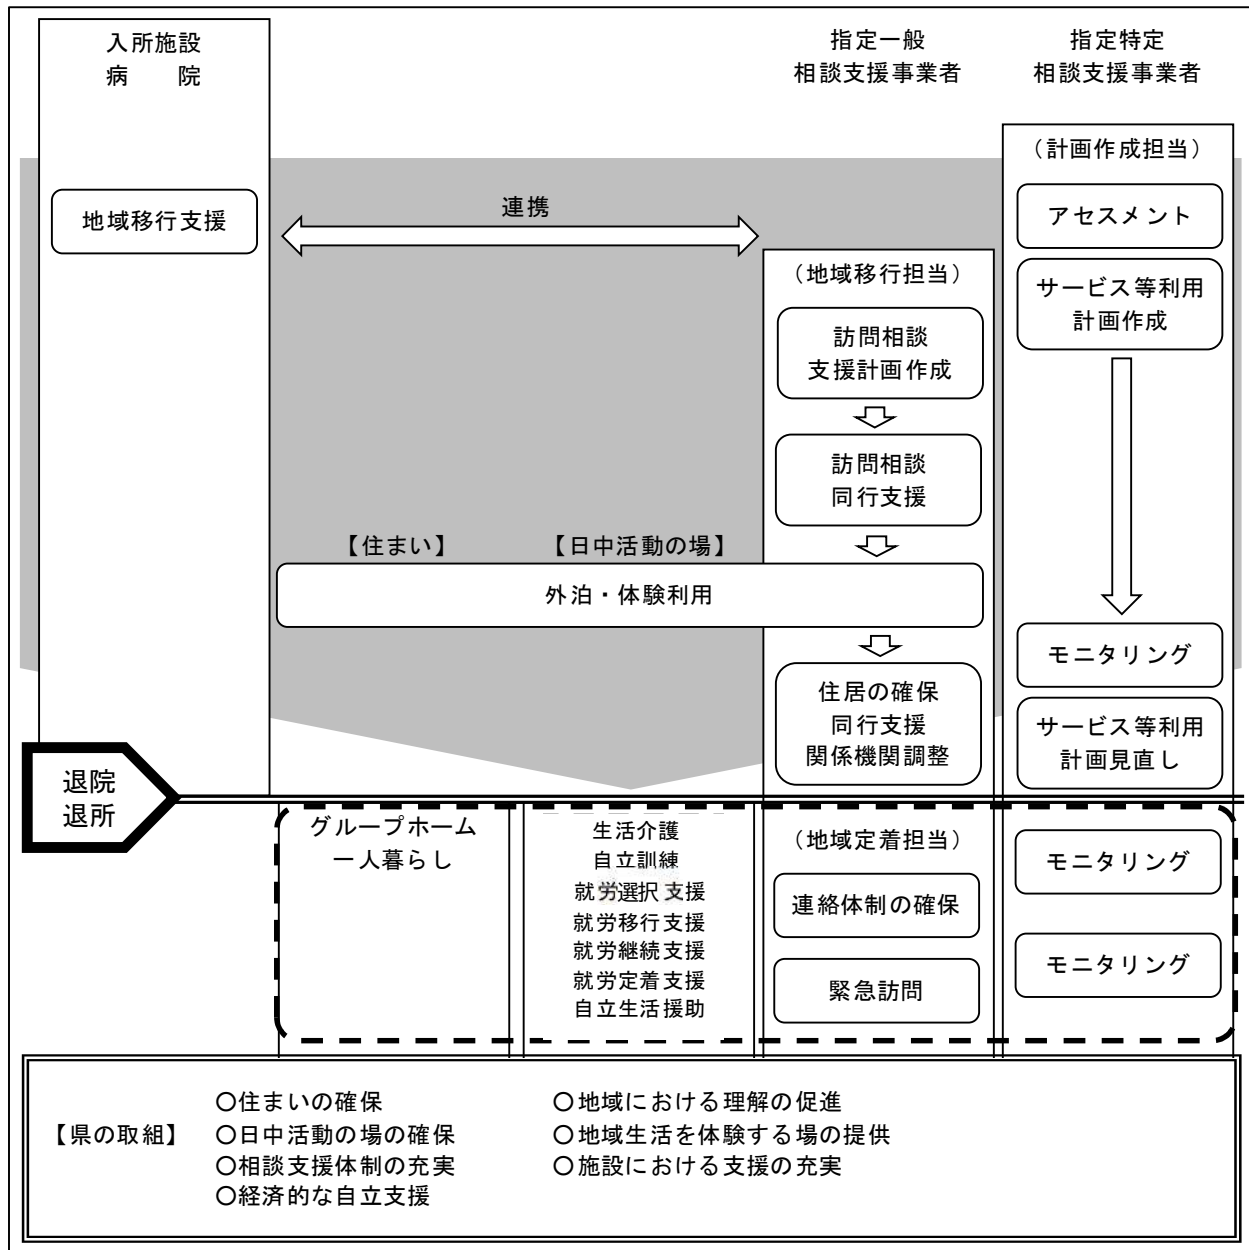 入所施設
病　　院
指定一般
相談支援事業者
指定特定
相談支援事業者
（計画作成担当）
地域移行支援
連携
アセスメント
（地域移行担当）
サービス等利用
計画作成
訪問相談
支援計画作成
訪問相談
同行支援
【住まい】
【日中活動の場】
外泊・体験利用
モニタリング
住居の確保
同行支援
関係機関調整
サービス等利用
計画見直し
退院
退所
グループホーム
一人暮らし
生活介護
自立訓練
就労選択支援
就労移行支援
就労継続支援
就労定着支援
自立生活援助
（地域定着担当）
連絡体制の確保
緊急訪問
モニタリング
モニタリング
【県の取組】
○住まいの確保
○日中活動の場の確保
○相談支援体制の充実
○経済的な自立支援
○地域における理解の促進
○地域生活を体験する場の提供
○施設における支援の充実